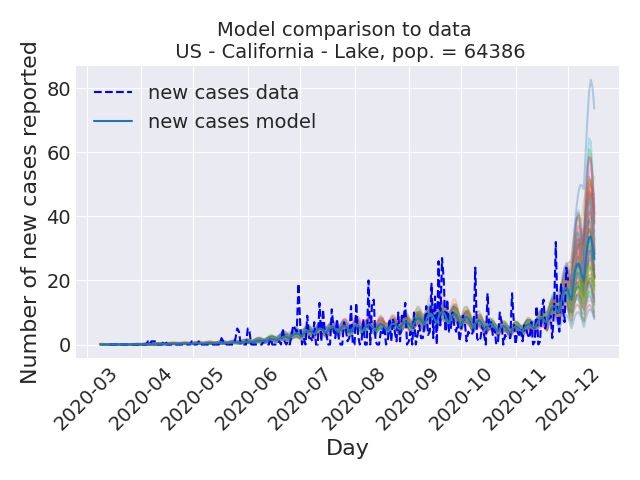 Model comparison to data
US - California - Lake, pop. = 64386
Number of new cases reported
80
60
40
20
0
new cases data
new cases model
2020-03
2020-04
2020-05
2020-06
2020-07
2020-08
2020-09
2020-10
2020-11
2020-12
Day